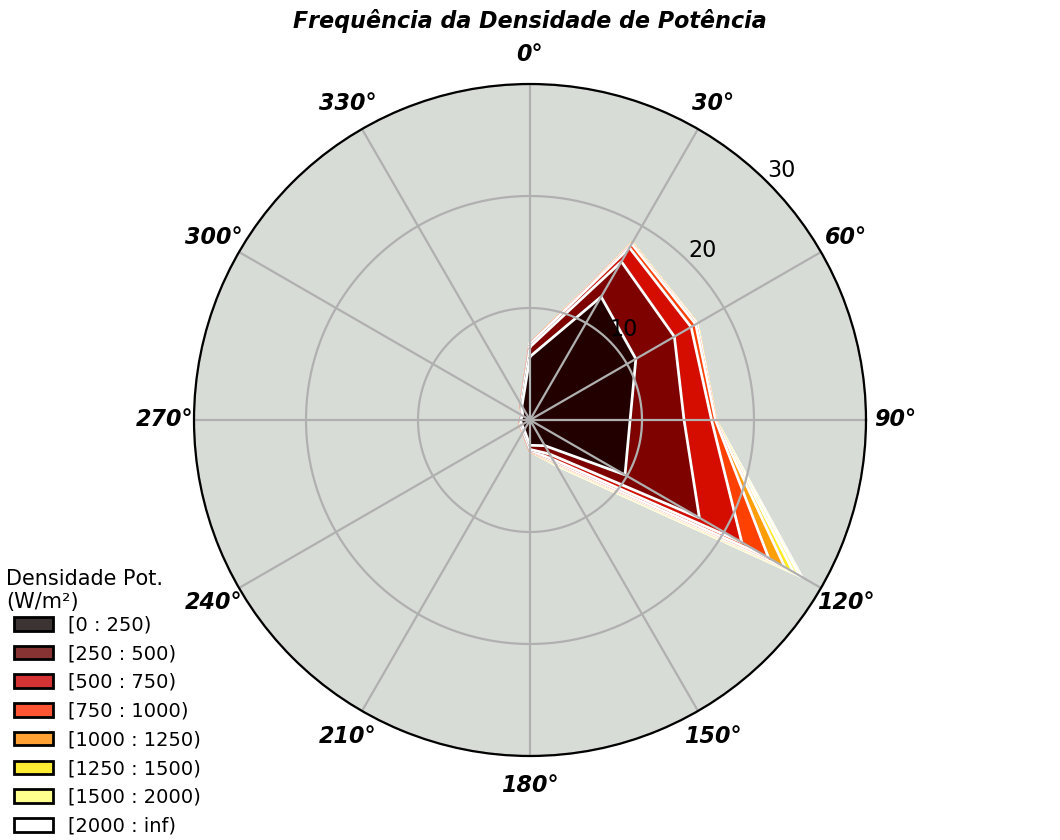 Frequência da Densidade de Potência
0°
330°
30°
30
300°
60°
20
10
270°
90°
240°
120°
210°
150°
180°
Densidade Pot.
(W/m²)
[0 : 250)
[250 : 500)
[500 : 750)
[750 : 1000)
[1000 : 1250)
[1250 : 1500)
[1500 : 2000)
[2000 : inf)